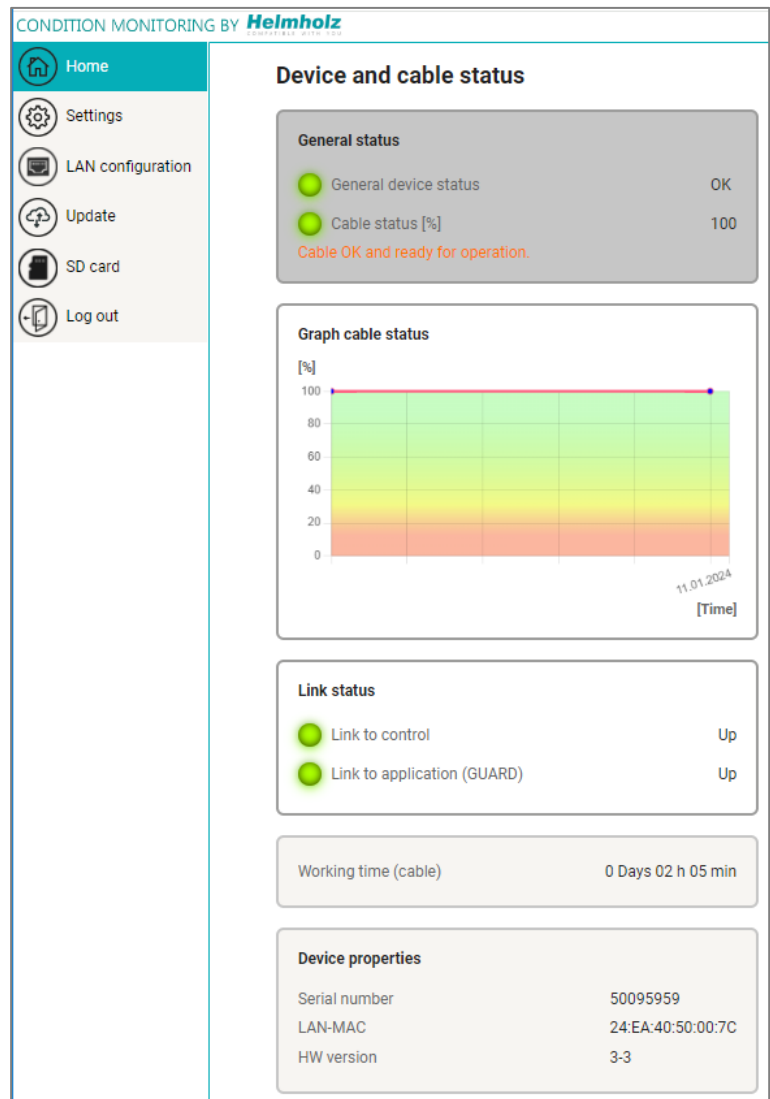 CONDITION MONITORING BY Helmholz
COMPATIBLE WITH YOU
Home
Settings
LAN configuration
Update
SD card
Log out
Device and cable status
General status
General device status OK
Cable status [%] 100
Cable OK and ready for operation.
Graph cable status
[%]
100
80
60
40
20
0
11.01.2024
[Time]
Link status
Link to control Up
Link to application (GUARD) Up
Working time (cable) 0 Days 02 h 05 min
Device properties
Serial number 50095959
LAN-MAC 24:EA:40:50:00:7C
HW version 3-3